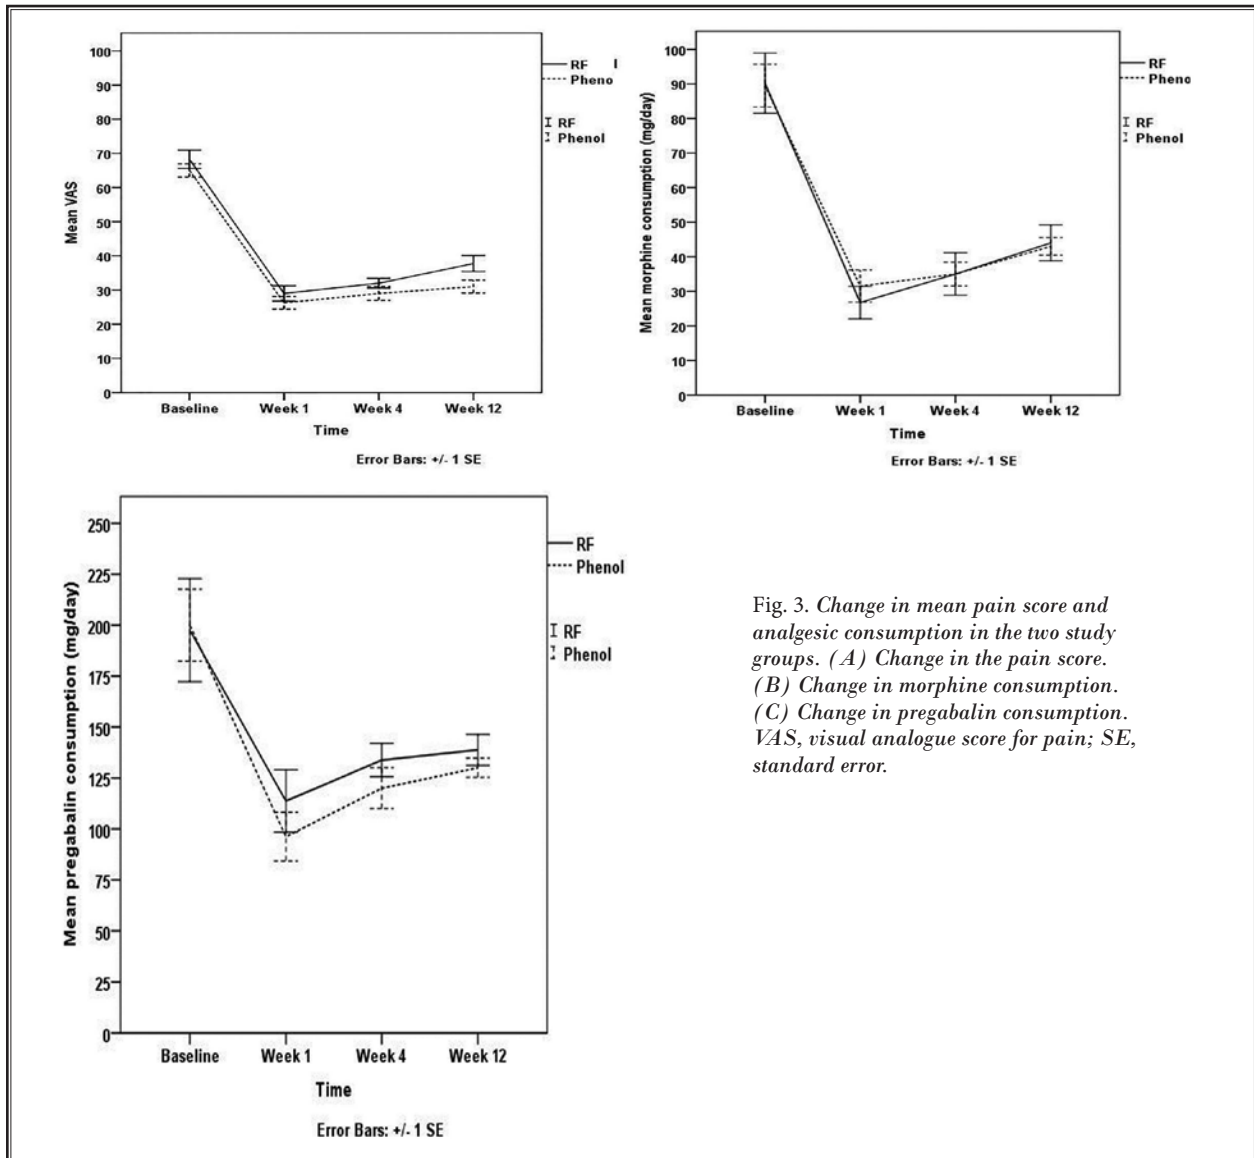 100
90
80
70
60
50
40
30
20
10
0
Mean VAS
Baseline
Week 1
Week 4
Week 12
Time
Error Bars: +/- 1 SE
RF I
Pheno
RF
Phenol
100
90
80
70
60
50
40
30
20
10
0
Mean morphine consumption (mg/day)
Baseline
Week 1
Week 4
Week 12
Time
Error Bars: +/- 1 SE
RF
Pheno
RF
Phenol
250
225
200
175
150
125
100
75
50
25
0
Mean pregabalin consumption (mg/day)
Baseline
Week 1
Week 4
Week 12
Time
Error Bars: +/- 1 SE
RF
Phenol
RF
Phenol
Fig. 3. Change in mean pain score and
analgesic consumption in the two study
groups. (A) Change in the pain score.
(B) Change in morphine consumption.
(C) Change in pregabalin consumption.
VAS, visual analogue score for pain; SE,
standard error.